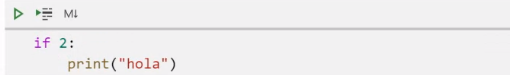 M↓
if 2:
    print("hola")